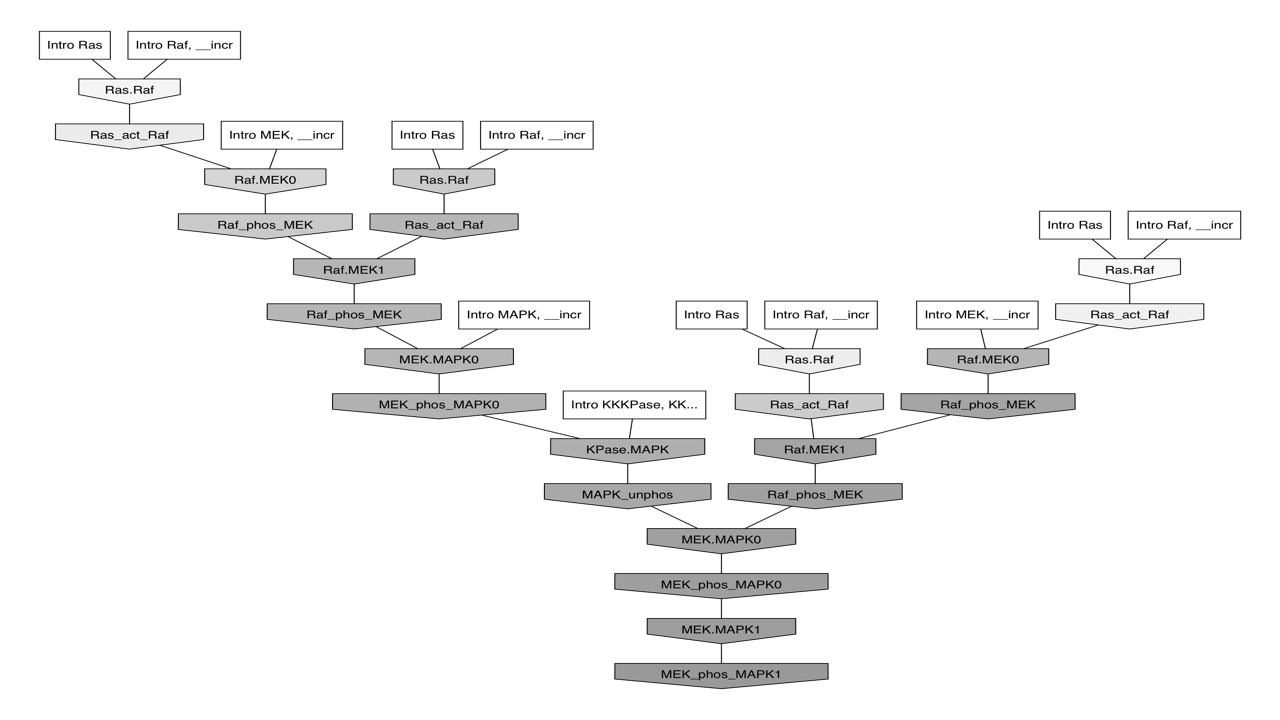 Intro Ras
Intro Raf, __incr
Ras.Raf
Ras_act_Raf
Intro MEK, __incr
Intro Ras
Intro Raf, __incr
Raf.MEK0
Ras.Raf
Raf_phos_MEK
Ras_act_Raf
Intro Ras
Intro Raf, __incr
Raf.MEK1
Ras.Raf
Raf_phos_MEK
Intro MAPK, __incr
Intro Ras
Intro Raf, __incr
Intro MEK, __incr
Ras_act_Raf
MEK.MAPK0
Ras.Raf
Raf.MEK0
MEK_phos_MAPK0
Intro KKKPase, KK...
Ras_act_Raf
Raf_phos_MEK
KPase.MAPK
Raf.MEK1
MAPK_unphos
Raf_phos_MEK
MEK.MAPK0
MEK_phos_MAPK0
MEK.MAPK1
MEK_phos_MAPK1